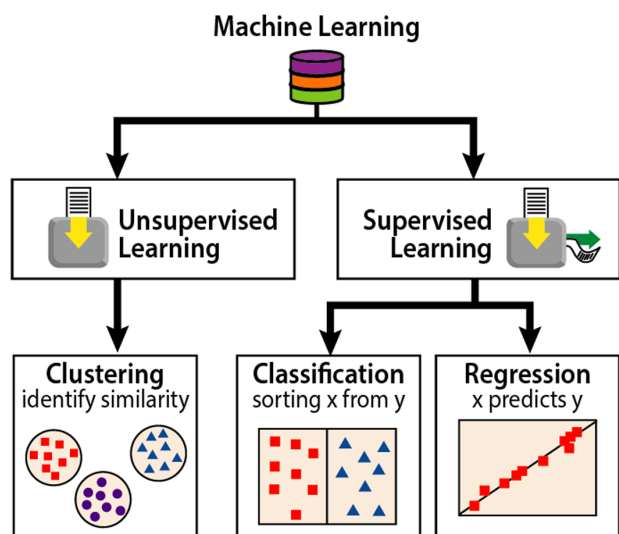 Machine Learning
Unsupervised
Learning
Supervised
Learning
Clustering
identify similarity
Classification
sorting x from y
Regression
x predicts y